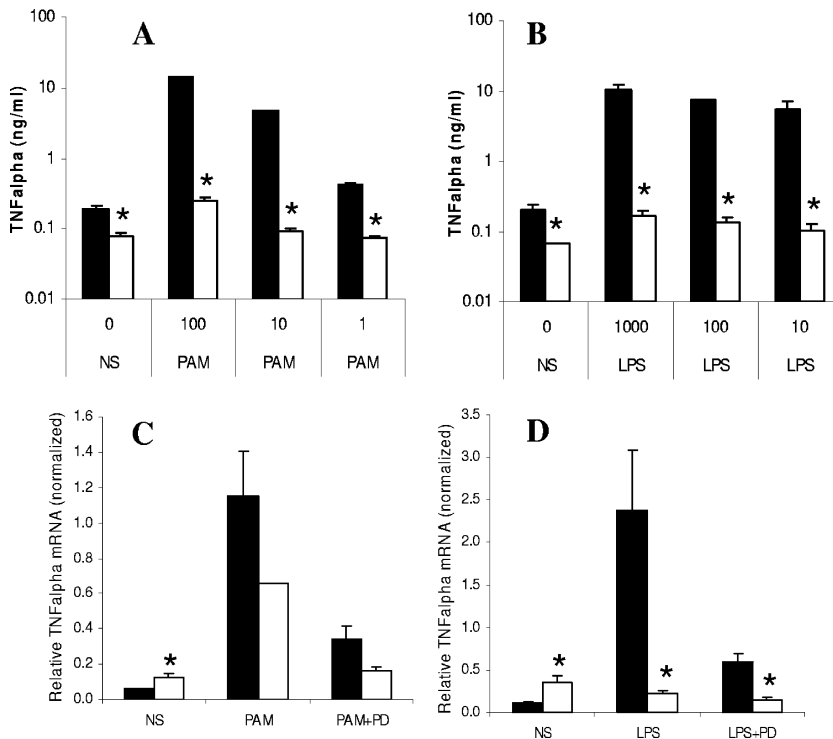 A
TNFalpha (ng/ml)
100
10
1
0.1
0.01
* * * *
0 100 10 1
NS PAM PAM PAM
B
TNFalpha (ng/ml)
100
10
1
0.1
0.01
* * * *
0 1000 100 10
NS LPS LPS LPS
C
Relative TNFalpha mRNA (normalized)
1.6
1.4
1.2
1.0
0.8
0.6
0.4
0.2
0.0
*
NS PAM PAM+PD
D
Relative TNFalpha mRNA (normalized)
3.5
3.0
2.5
2.0
1.5
1.0
0.5
0.0
* * *
NS LPS LPS+PD